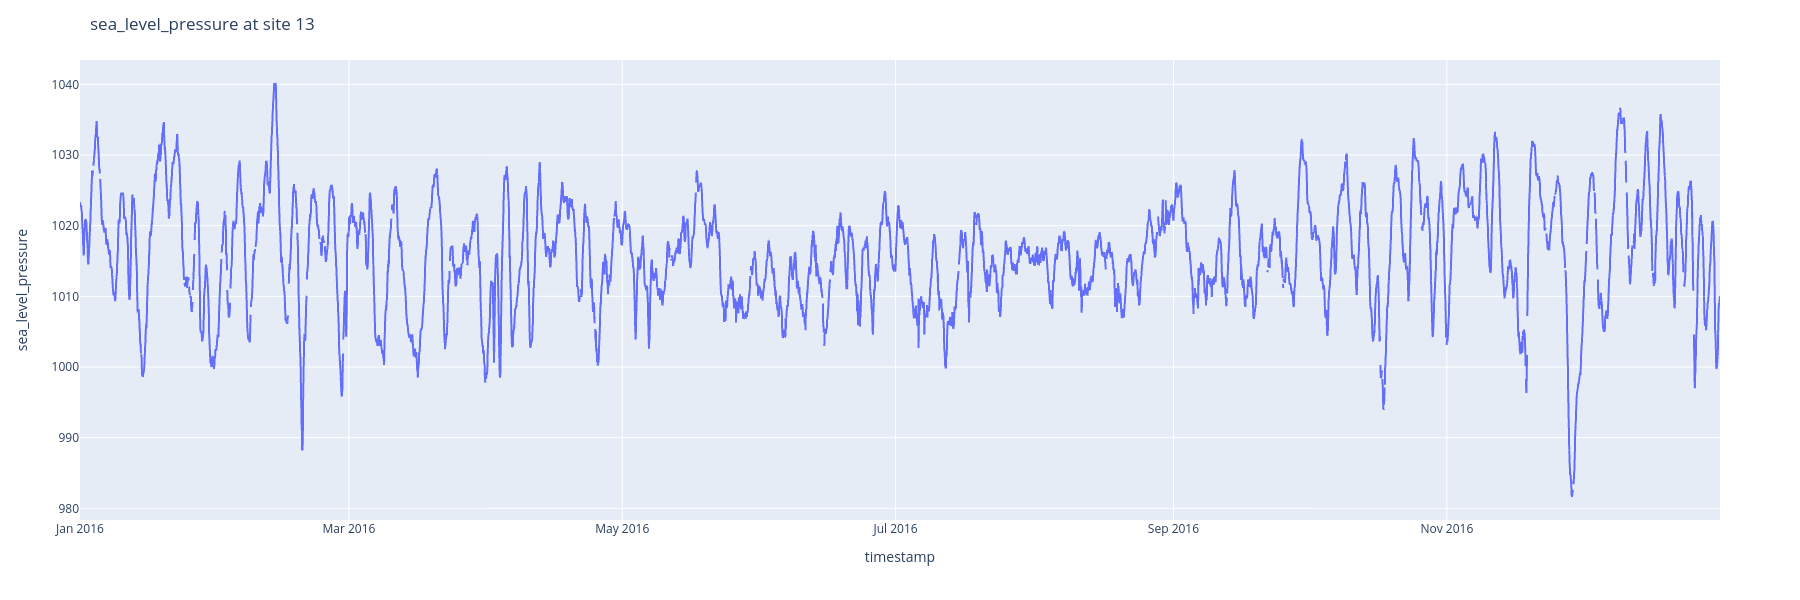 sea_level_pressure at site 13
sea_level_pressure
1040
1030
1020
1010
1000
990
980
Jan 2016
Mar 2016
May 2016
Jul 2016
Sep 2016
Nov 2016
timestamp